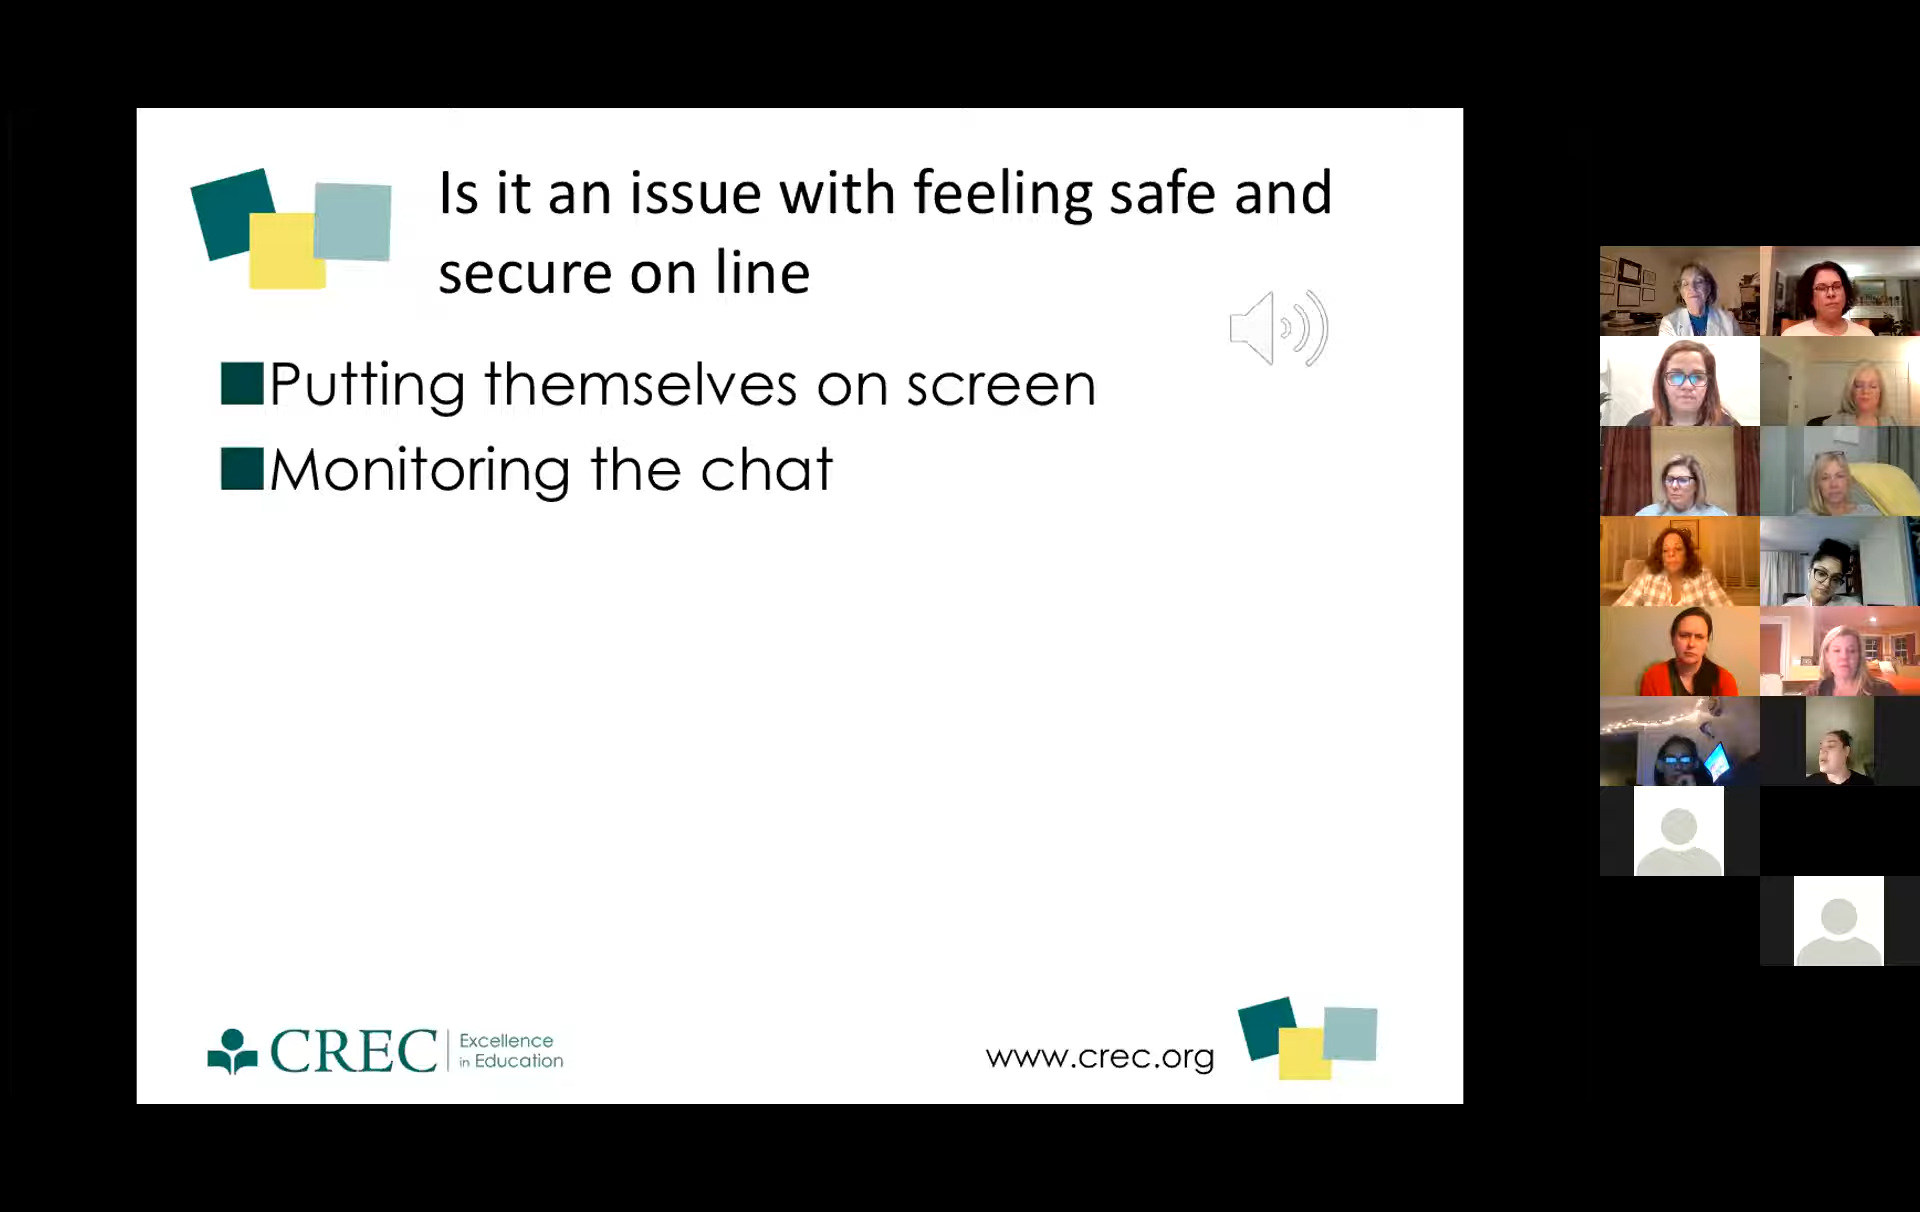 Is it an issue with feeling safe and
secure on line
Putting themselves on screen
Monitoring the chat
CREC
Excellence
in Education
www.crec.org